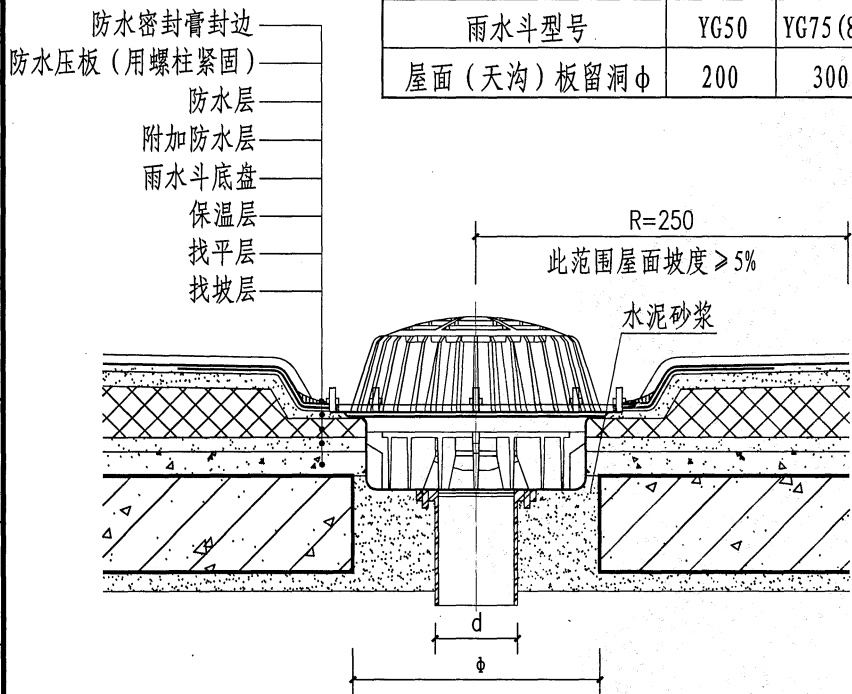 防水密封膏封边
防水压板（用螺柱紧固）
防水层
附加防水层
雨水斗底盘
保温层
找平层
找坡层
雨水斗型号 YG50 YG75(8
屋面（天沟）板留洞ф 200 300
R=250
此范围屋面坡度≥5%
水泥砂浆
d
ф